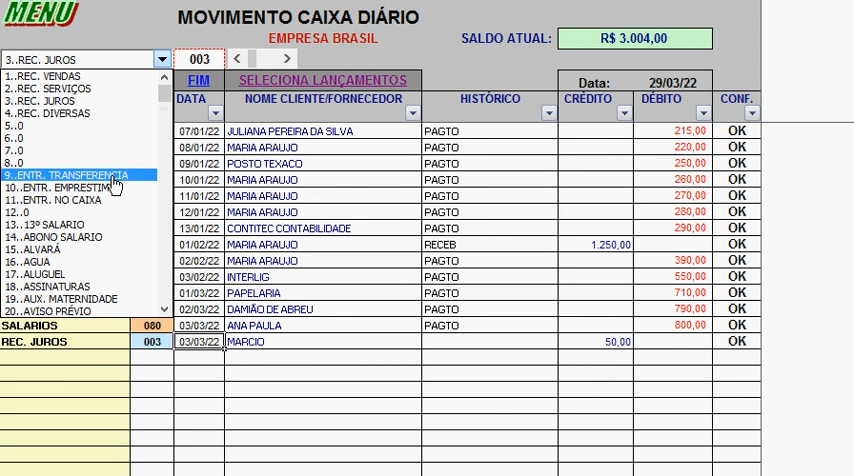 MENU
MOVIMENTO CAIXA DIÁRIO
EMPRESA BRASIL
SALDO ATUAL: R$ 3.004,00
3..REC. JUROS 003
FIM SELECIONA LANÇAMENTOS Data: 29/03/22
DATA NOME CLIENTE/FORNECEDOR HISTÓRICO CRÉDITO DÉBITO CONF.
1..REC. VENDAS
2..REC. SERVIÇOS
3..REC. JUROS
4..REC. DIVERSAS
5..0
6..0
7..0
8..0
9..ENTR. TRANSFERENCIA
10..ENTR. EMPRESTIM
11..ENTR. NO CAIXA
12..0
13..13º SALARIO
14..ABONO SALARIO
15..ALVARÁ
16..AGUA
17..ALUGUEL
18..ASSINATURAS
19..AUX. MATERNIDADE
20..AVISO PRÉVIO
07/01/22 JULIANA PEREIRA DA SILVA PAGTO 215,00 OK
08/01/22 MARIA ARAUJO PAGTO 220,00 OK
09/01/22 POSTO TEXACO PAGTO 250,00 OK
10/01/22 MARIA ARAUJO PAGTO 260,00 OK
11/01/22 MARIA ARAUJO PAGTO 270,00 OK
12/01/22 MARIA ARAUJO PAGTO 280,00 OK
13/01/22 CONTITEC CONTABILIDADE PAGTO 290,00 OK
01/02/22 MARIA ARAUJO RECEB 1.250,00 OK
02/02/22 MARIA ARAUJO PAGTO 390,00 OK
03/02/22 INTERLIG PAGTO 550,00 OK
01/03/22 PAPELARIA PAGTO 710,00 OK
02/03/22 DAMIÃO DE ABREU PAGTO 790,00 OK
SALARIOS 080 03/03/22 ANA PAULA PAGTO 800,00 OK
REC. JUROS 003 03/03/22 MARCIO 50,00 OK